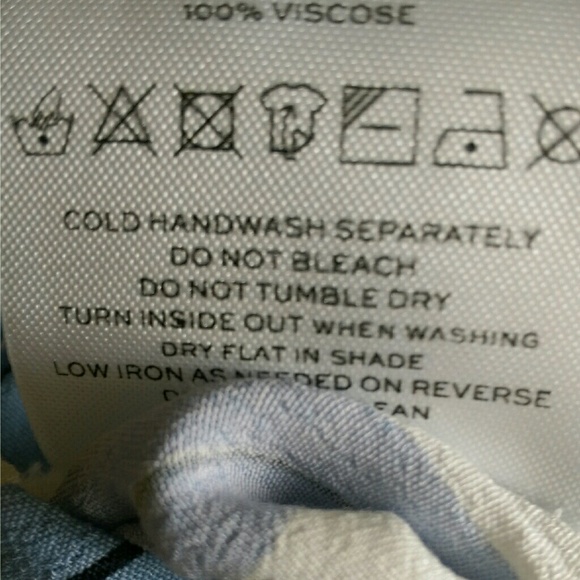 100% VISCOSE
COLD HANDWASH SEPARATELY
DO NOT BLEACH
DO NOT TUMBLE DRY
TURN INSIDE OUT WHEN WASHING
DRY FLAT IN SHADE
LOW IRON AS NEEDED ON REVERSE